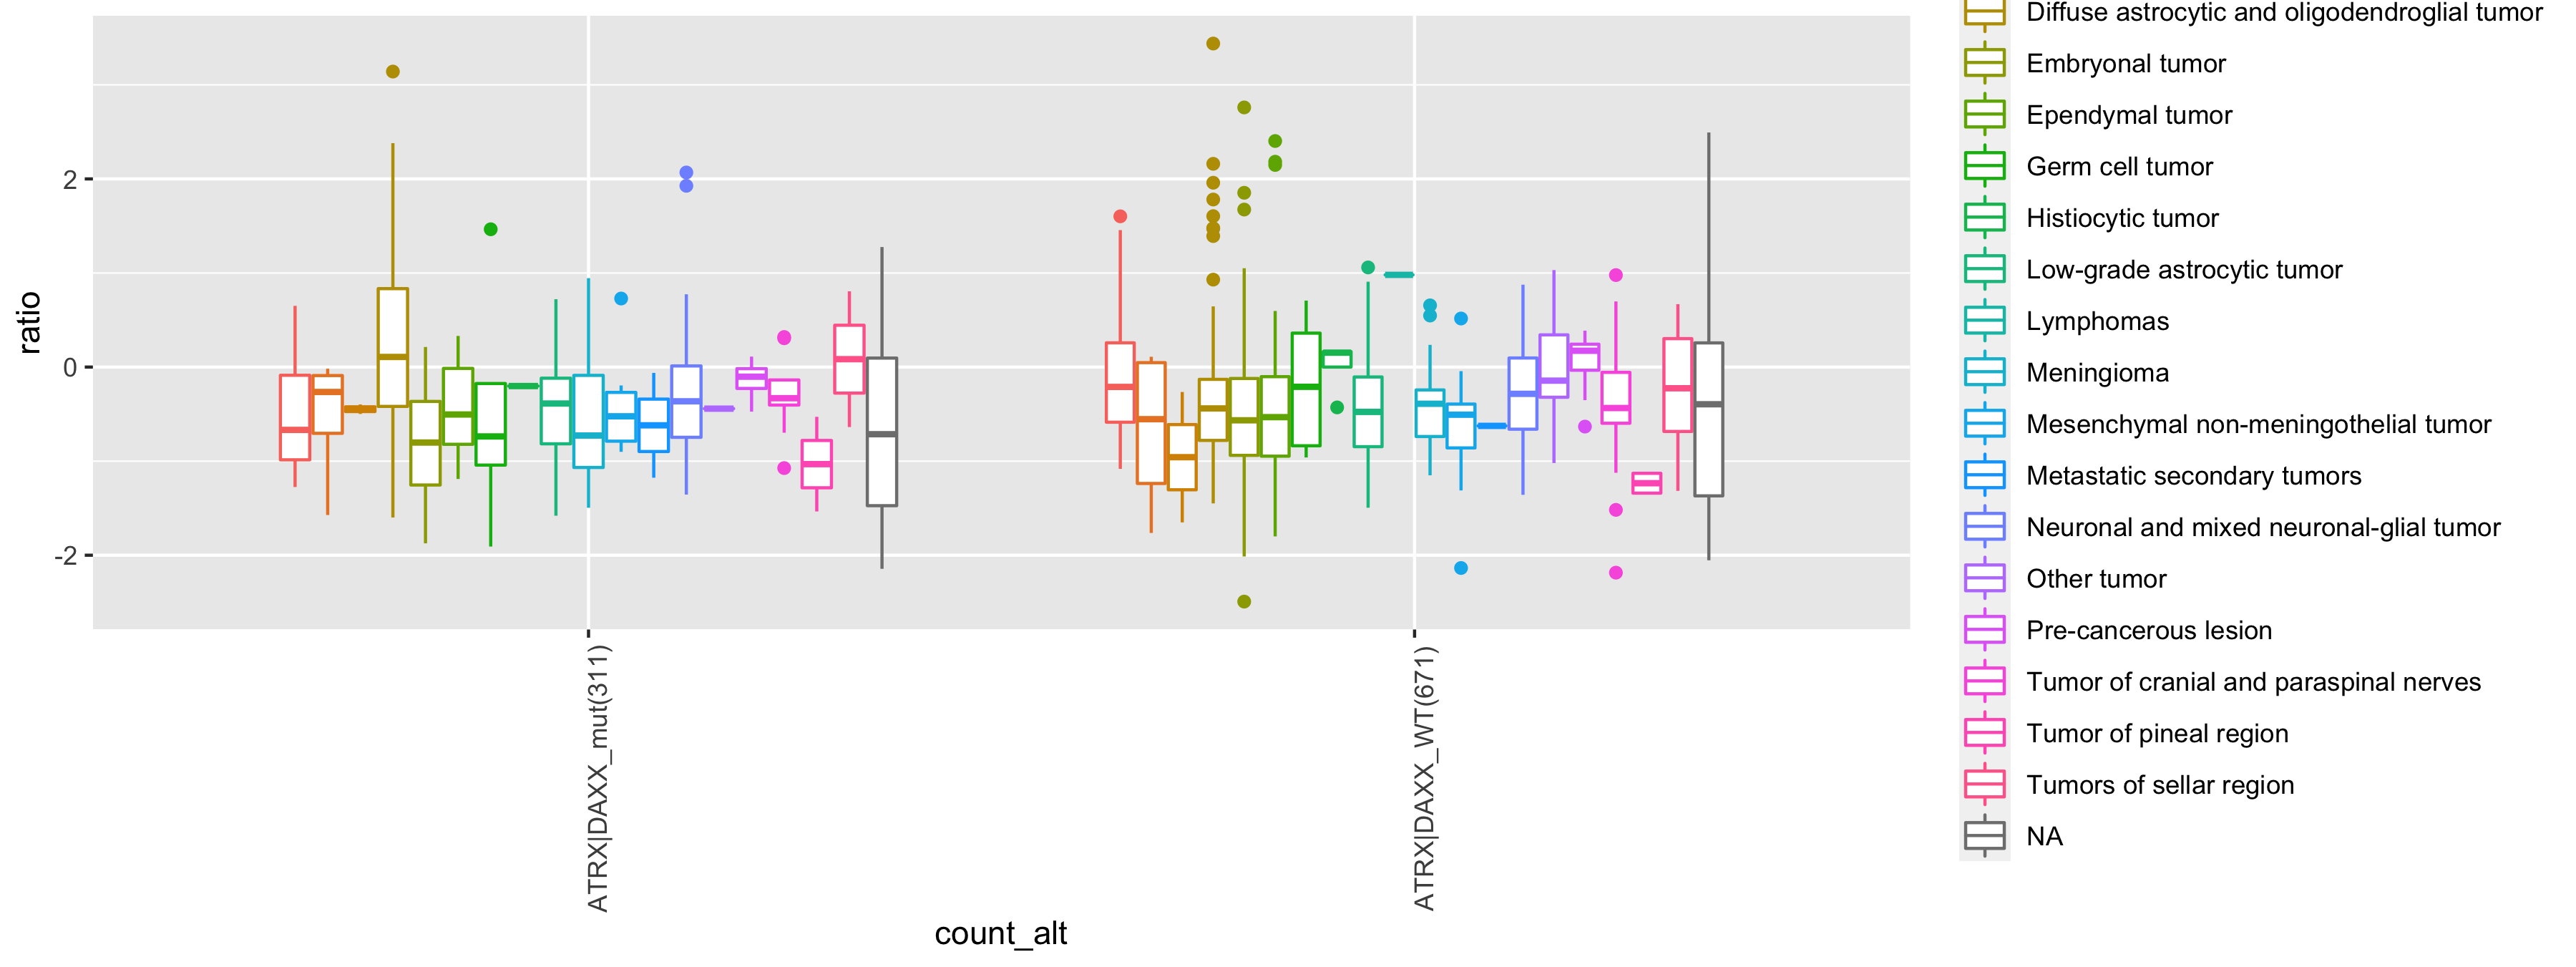 ratio
2
0
-2
ATRX|DAXX_mut(311)
ATRX|DAXX_WT(671)
count_alt
Diffuse astrocytic and oligodendroglial tumor
Embryonal tumor
Ependymal tumor
Germ cell tumor
Histiocytic tumor
Low-grade astrocytic tumor
Lymphomas
Meningioma
Mesenchymal non-meningothelial tumor
Metastatic secondary tumors
Neuronal and mixed neuronal-glial tumor
Other tumor
Pre-cancerous lesion
Tumor of cranial and paraspinal nerves
Tumor of pineal region
Tumors of sellar region
NA